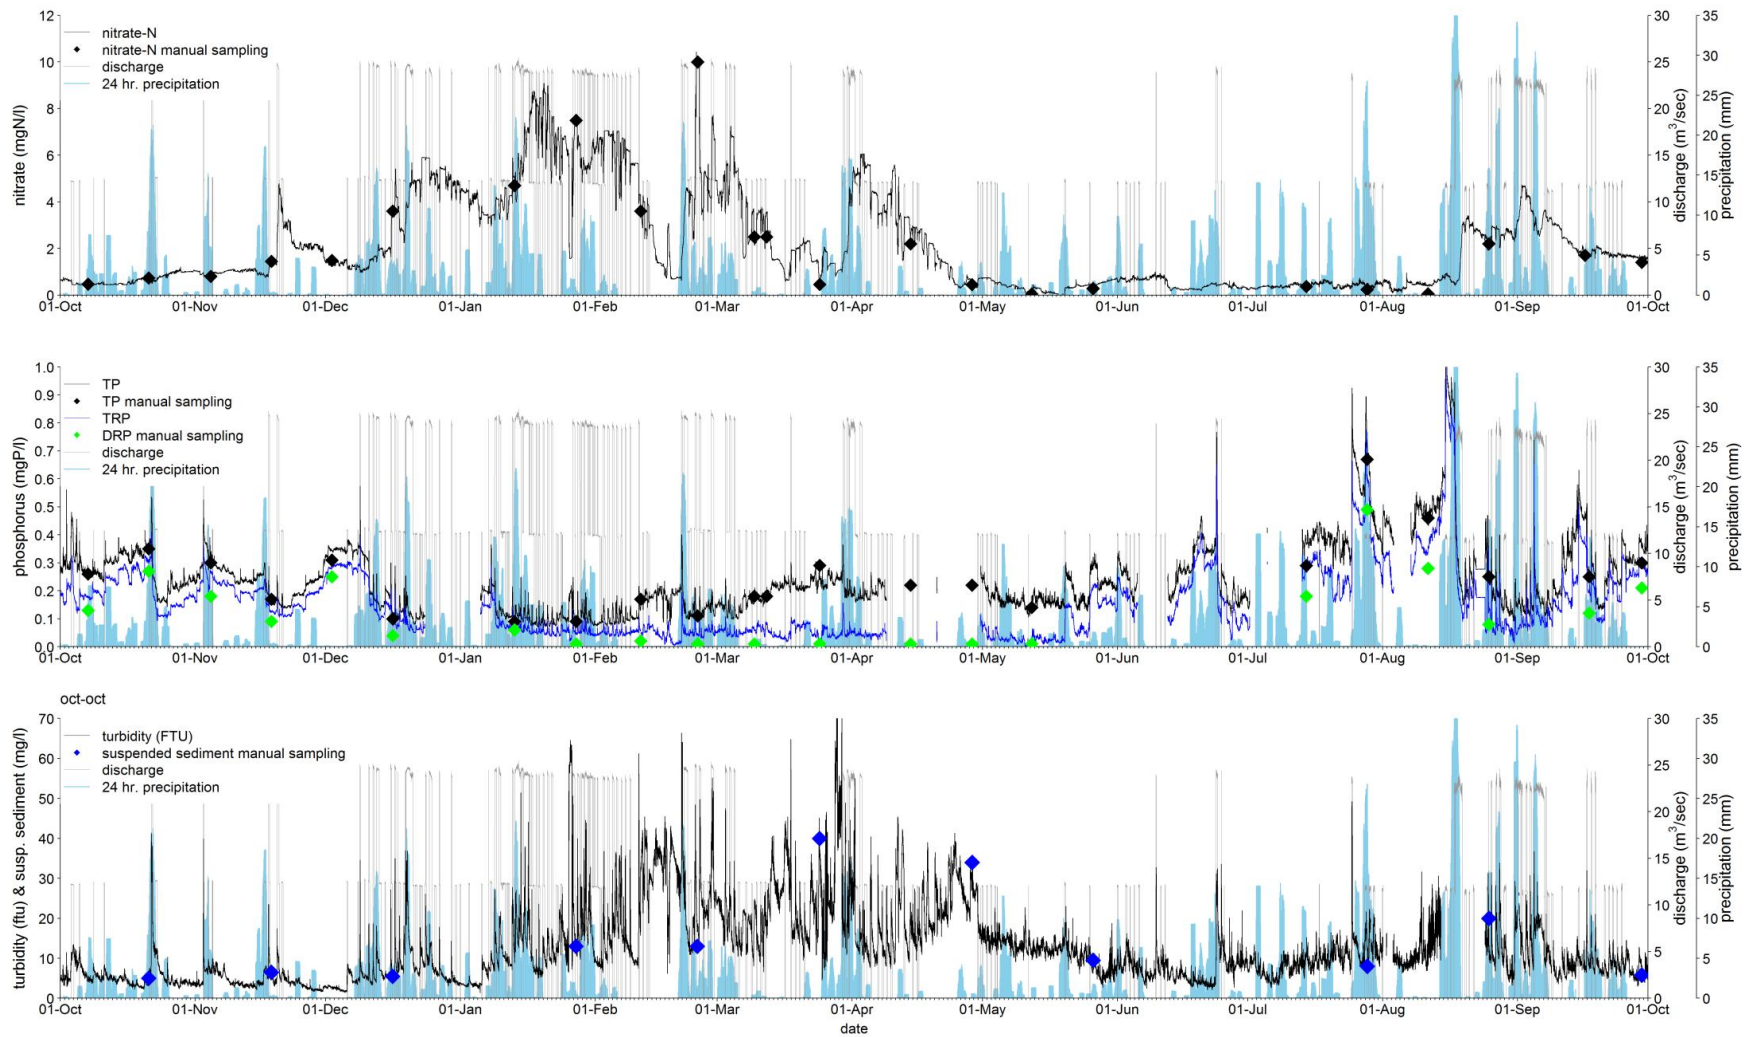 12
10
8
6
4
2
0
nitrate (mgN/l)
nitrate-N
nitrate-N manual sampling
discharge
24 hr. precipitation
30
25
20
15
10
5
0
discharge (m³/sec)
35
30
25
20
15
10
5
0
precipitation (mm)
01-Oct 01-Nov 01-Dec 01-Jan 01-Feb 01-Mar 01-Apr 01-May 01-Jun 01-Jul 01-Aug 01-Sep 01-Oct
1.0
0.9
0.8
0.7
0.6
0.5
0.4
0.3
0.2
0.1
0.0
phosphorus (mgP/l)
TP
TP manual sampling
TRP
DRP manual sampling
discharge
24 hr. precipitation
30
25
20
15
10
5
0
discharge (m³/sec)
35
30
25
20
15
10
5
0
precipitation (mm)
01-Oct 01-Nov 01-Dec 01-Jan 01-Feb 01-Mar 01-Apr 01-May 01-Jun 01-Jul 01-Aug 01-Sep 01-Oct
oct-oct
70
60
50
40
30
20
10
0
turbidity (ftu) & susp. sediment (mg/l)
turbidity (FTU)
suspended sediment manual sampling
discharge
24 hr. precipitation
30
25
20
15
10
5
0
discharge (m³/sec)
35
30
25
20
15
10
5
0
precipitation (mm)
01-Oct 01-Nov 01-Dec 01-Jan 01-Feb 01-Mar 01-Apr 01-May 01-Jun 01-Jul 01-Aug 01-Sep 01-Oct
date